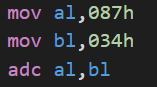 mov al,087h
mov bl,034h
adc al,bl